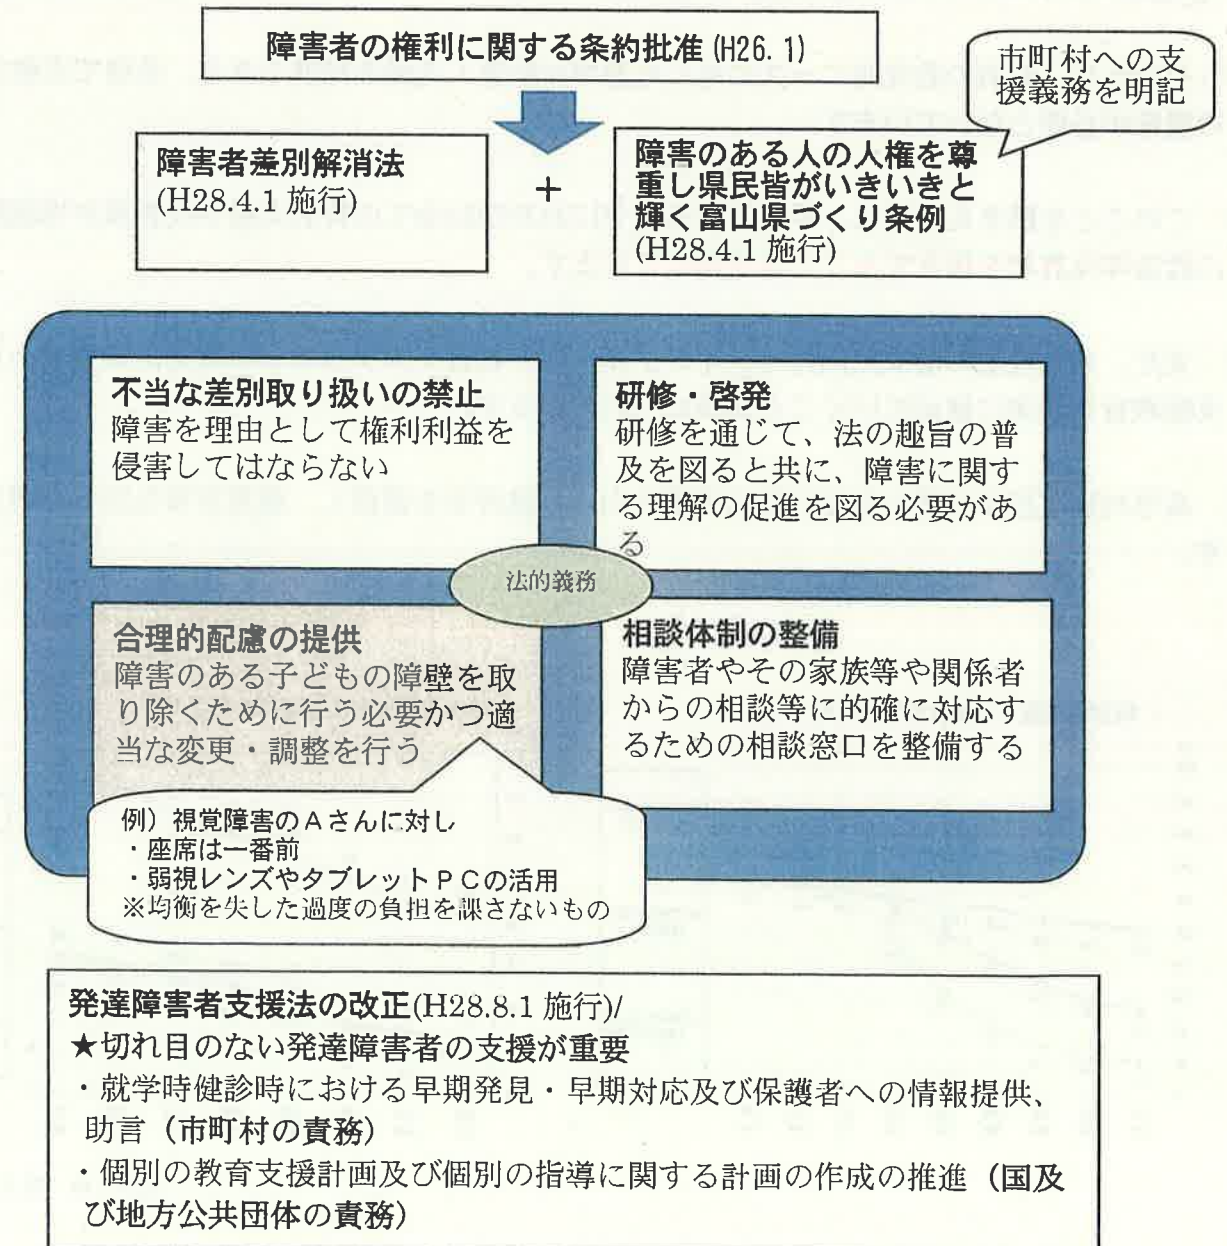 障害者の権利に関する条約批准 (H26. 1)
市町村への支
援義務を明記
障害者差別解消法
(H28.4.1 施行)
＋
障害のある人の人権を尊
重し県民皆がいきいきと
輝く富山県づくり条例
(H28.4.1 施行)
不当な差別取り扱いの禁止
障害を理由として権利利益を
侵害してはならない
研修・啓発
研修を通じて、法の趣旨の普
及を図ると共に、障害に関す
る理解の促進を図る必要があ
る
法的義務
合理的配慮の提供
障害のある子どもの障壁を取
り除くために行う必要かつ適
当な変更・調整を行う
相談体制の整備
障害者やその家族等や関係者
からの相談等に的確に対応す
るための相談窓口を整備する
例）視覚障害のＡさんに対し
・座席は一番前
・弱視レンズやタブレットＰＣの活用
※均衡を失した過度の負担を課さないもの
発達障害者支援法の改正(H28.8.1 施行)/
★切れ目のない発達障害者の支援が重要
・就学時健診時における早期発見・早期対応及び保護者への情報提供、
助言（市町村の責務）
・個別の教育支援計画及び個別の指導に関する計画の作成の推進（国及
び地方公共団体の責務）